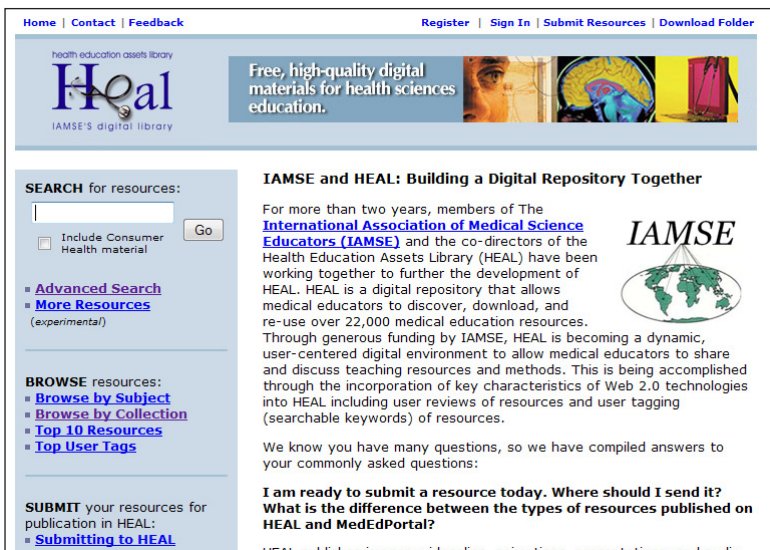 Home | Contact | Feedback
Register | Sign In | Submit Resources | Download Folder
health education assets library
Heal
IAMSE'S digital library
Free, high-quality digital
materials for health sciences
education.
SEARCH for resources:
Go
Include Consumer
Health material
Advanced Search
More Resources
(experimental)
BROWSE resources:
Browse by Subject
Browse by Collection
Top 10 Resources
Top User Tags
SUBMIT your resources for
publication in HEAL:
Submitting to HEAL
IAMSE and HEAL: Building a Digital Repository Together
For more than two years, members of The
International Association of Medical Science
Educators (IAMSE) and the co-directors of the
Health Education Assets Library (HEAL) have been
working together to further the development of
HEAL. HEAL is a digital repository that allows
medical educators to discover, download, and
re-use over 22,000 medical education resources.
Through generous funding by IAMSE, HEAL is becoming a dynamic,
user-centered digital environment to allow medical educators to share
and discuss teaching resources and methods. This is being accomplished
through the incorporation of key characteristics of Web 2.0 technologies
into HEAL including user reviews of resources and user tagging
(searchable keywords) of resources.
IAMSE
We know you have many questions, so we have compiled answers to
your commonly asked questions:
I am ready to submit a resource today. Where should I send it?
What is the difference between the types of resources published on
HEAL and MedEdPortal?